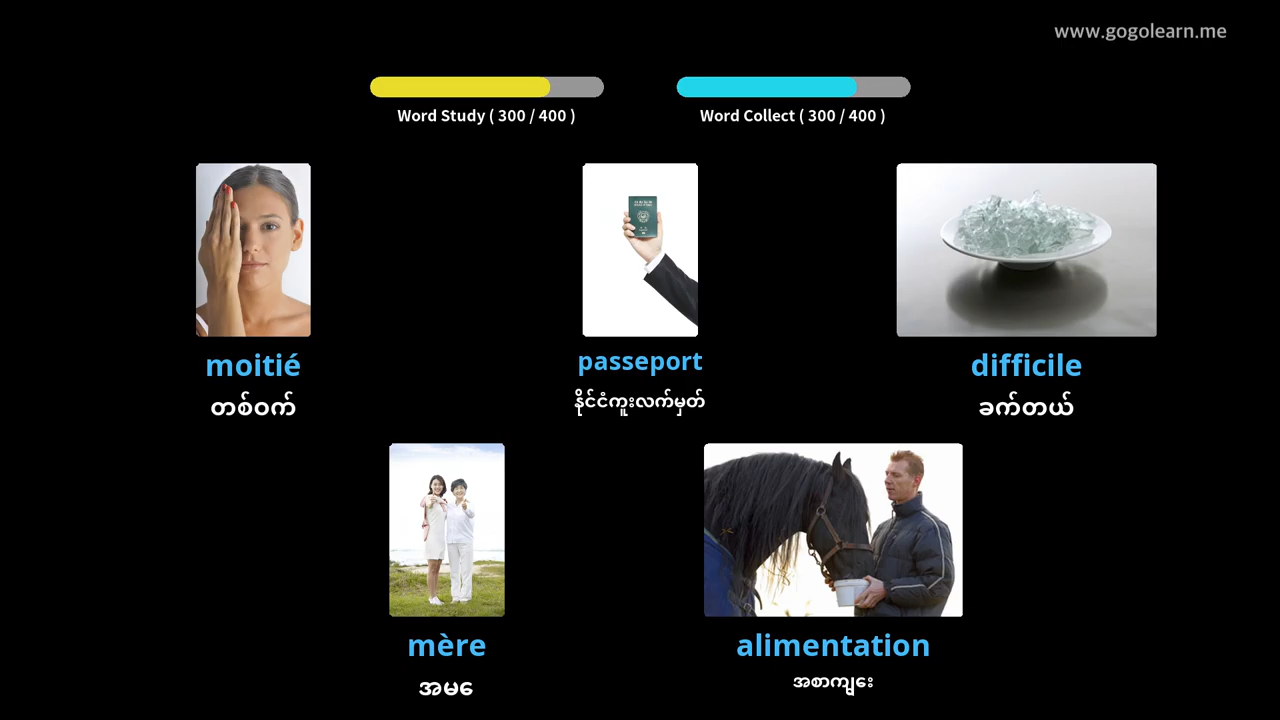 www.gogolearn.me
Word Study ( 300 / 400 )
Word Collect ( 300 / 400 )
moitié
passeport
difficile
တစ်ဝက်
နိုင်ငံကူးလက်မှတ်
ခက်တယ်
mère
alimentation
အမေ
အစာကျွေး